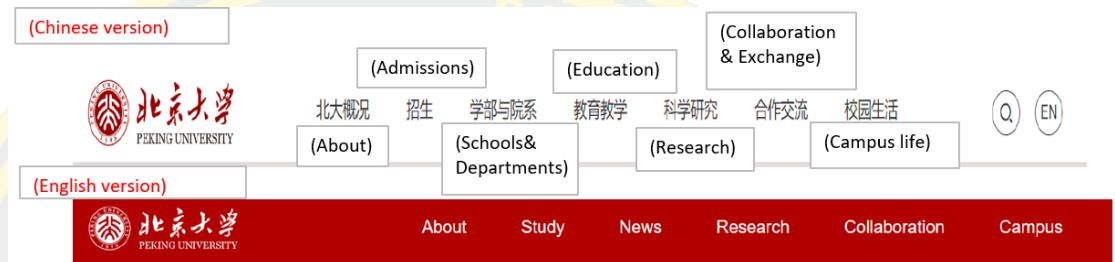 (Chinese version)
(Collaboration
& Exchange)
(Admissions)
(Education)
北京大学
PEKING UNIVERSITY
北大概况 招生 学部与院系 教育教学 科学研究 合作交流 校园生活 EN
(About)
(Schools&
Departments)
(Research)
(Campus life)
(English version)
北京大学
PEKING UNIVERSITY
About Study News Research Collaboration Campus